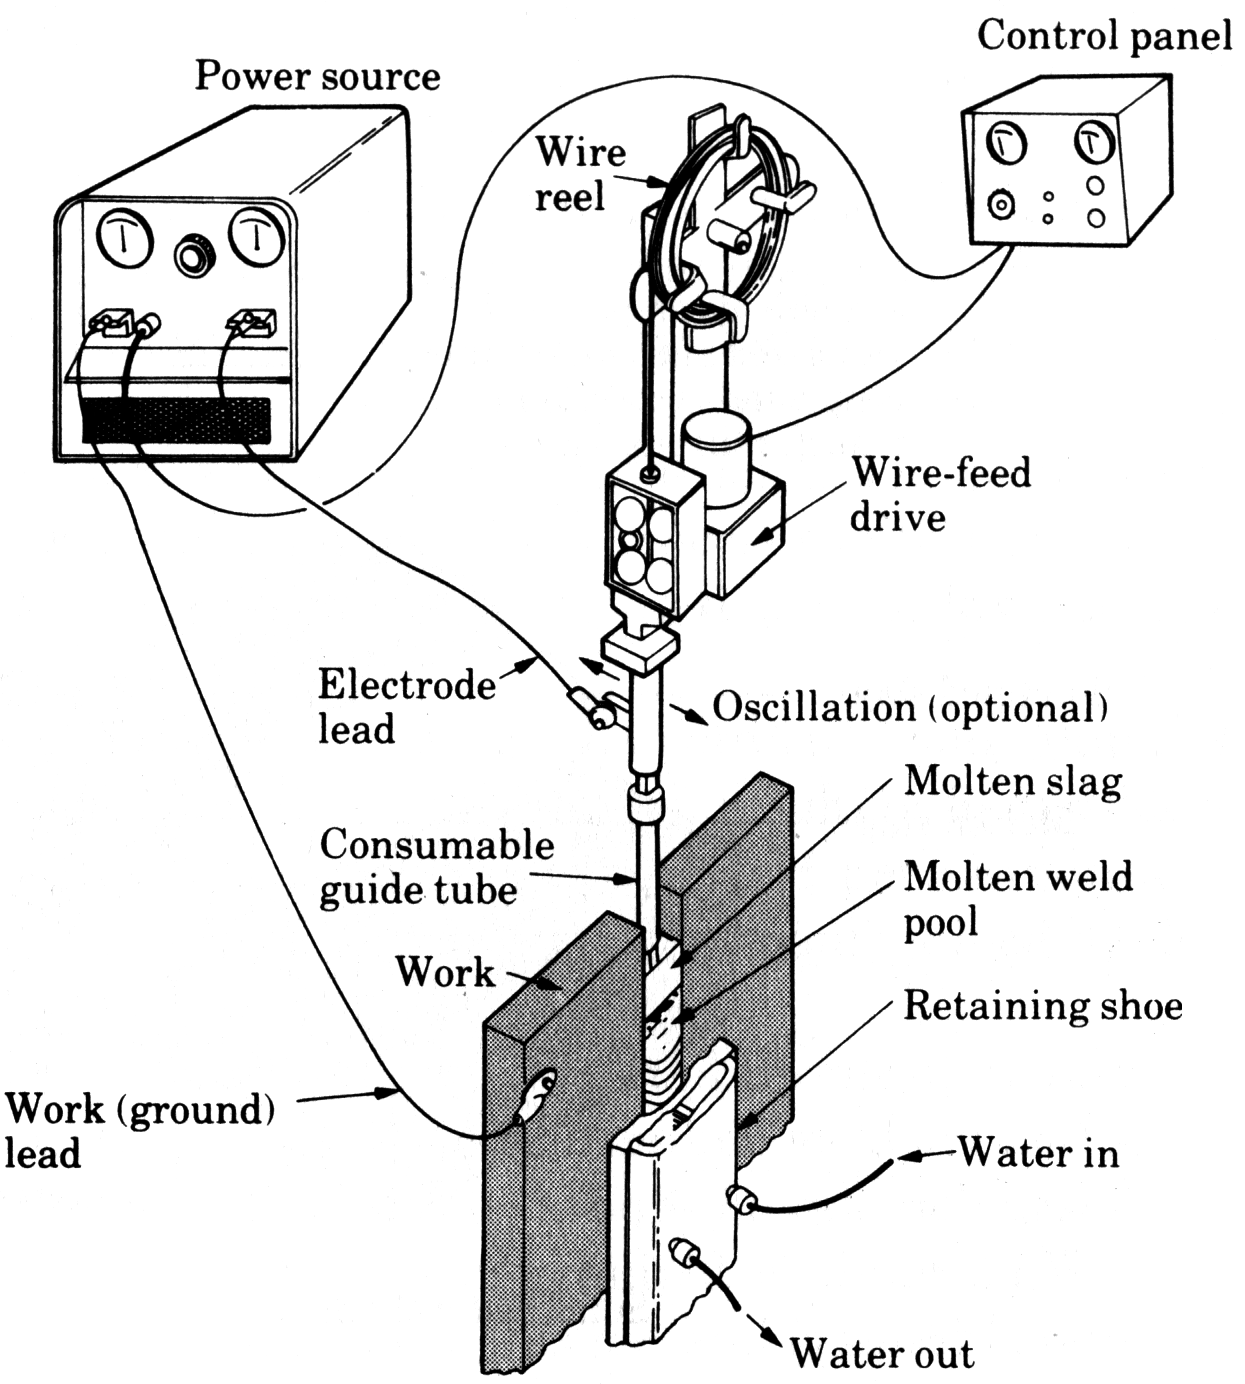 Control panel
Power source
Wire
reel
Wire-feed
drive
Electrode
lead
Oscillation (optional)
Molten slag
Consumable
guide tube
Molten weld
pool
Work
Retaining shoe
Work (ground)
lead
Water in
Water out